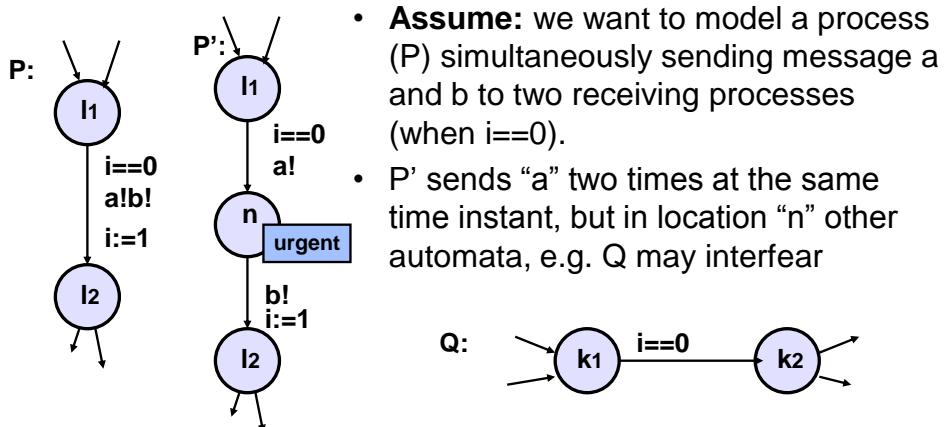 P:
l1
i==0
a!b!
i:=1
l2
P’:
l1
i==0
a!
n
urgent
b!
i:=1
l2
• Assume: we want to model a process
(P) simultaneously sending message a
and b to two receiving processes
(when i==0).
• P’ sends “a” two times at the same
time instant, but in location “n” other
automata, e.g. Q may interfear
Q:
k1
i==0
k2